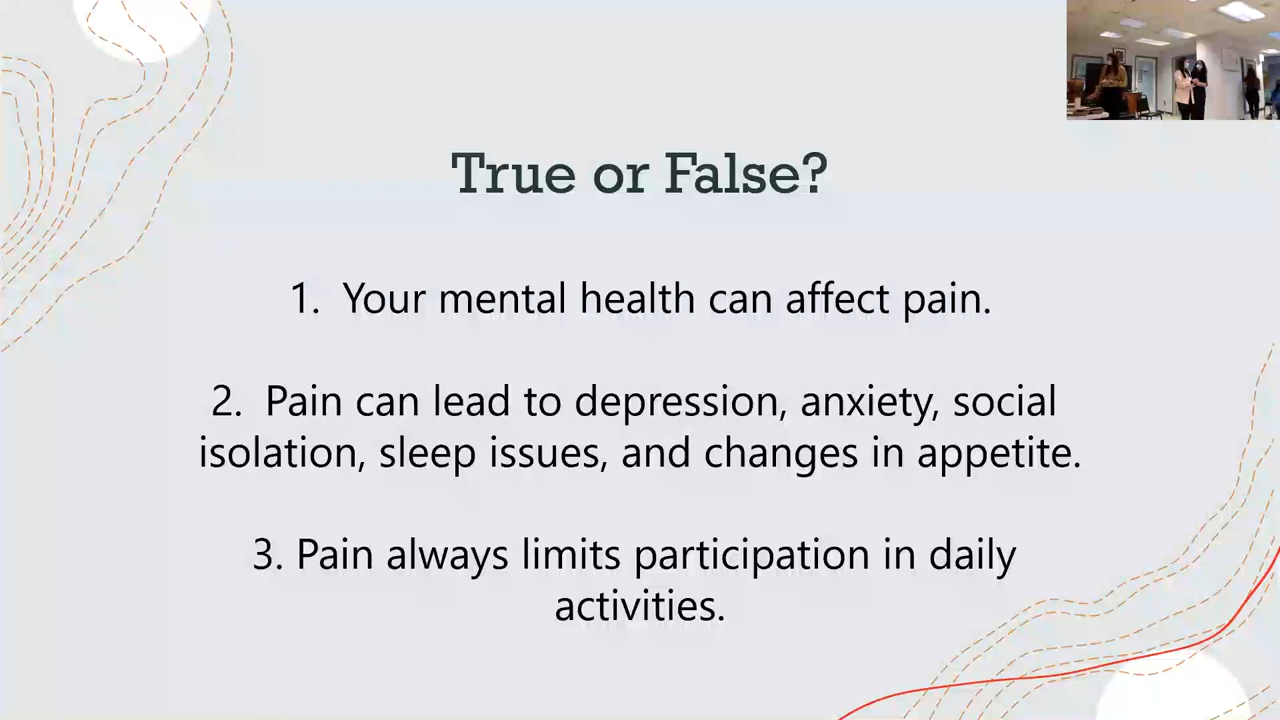 True or False?
1. Your mental health can affect pain.
2. Pain can lead to depression, anxiety, social
isolation, sleep issues, and changes in appetite.
3. Pain always limits participation in daily
activities.